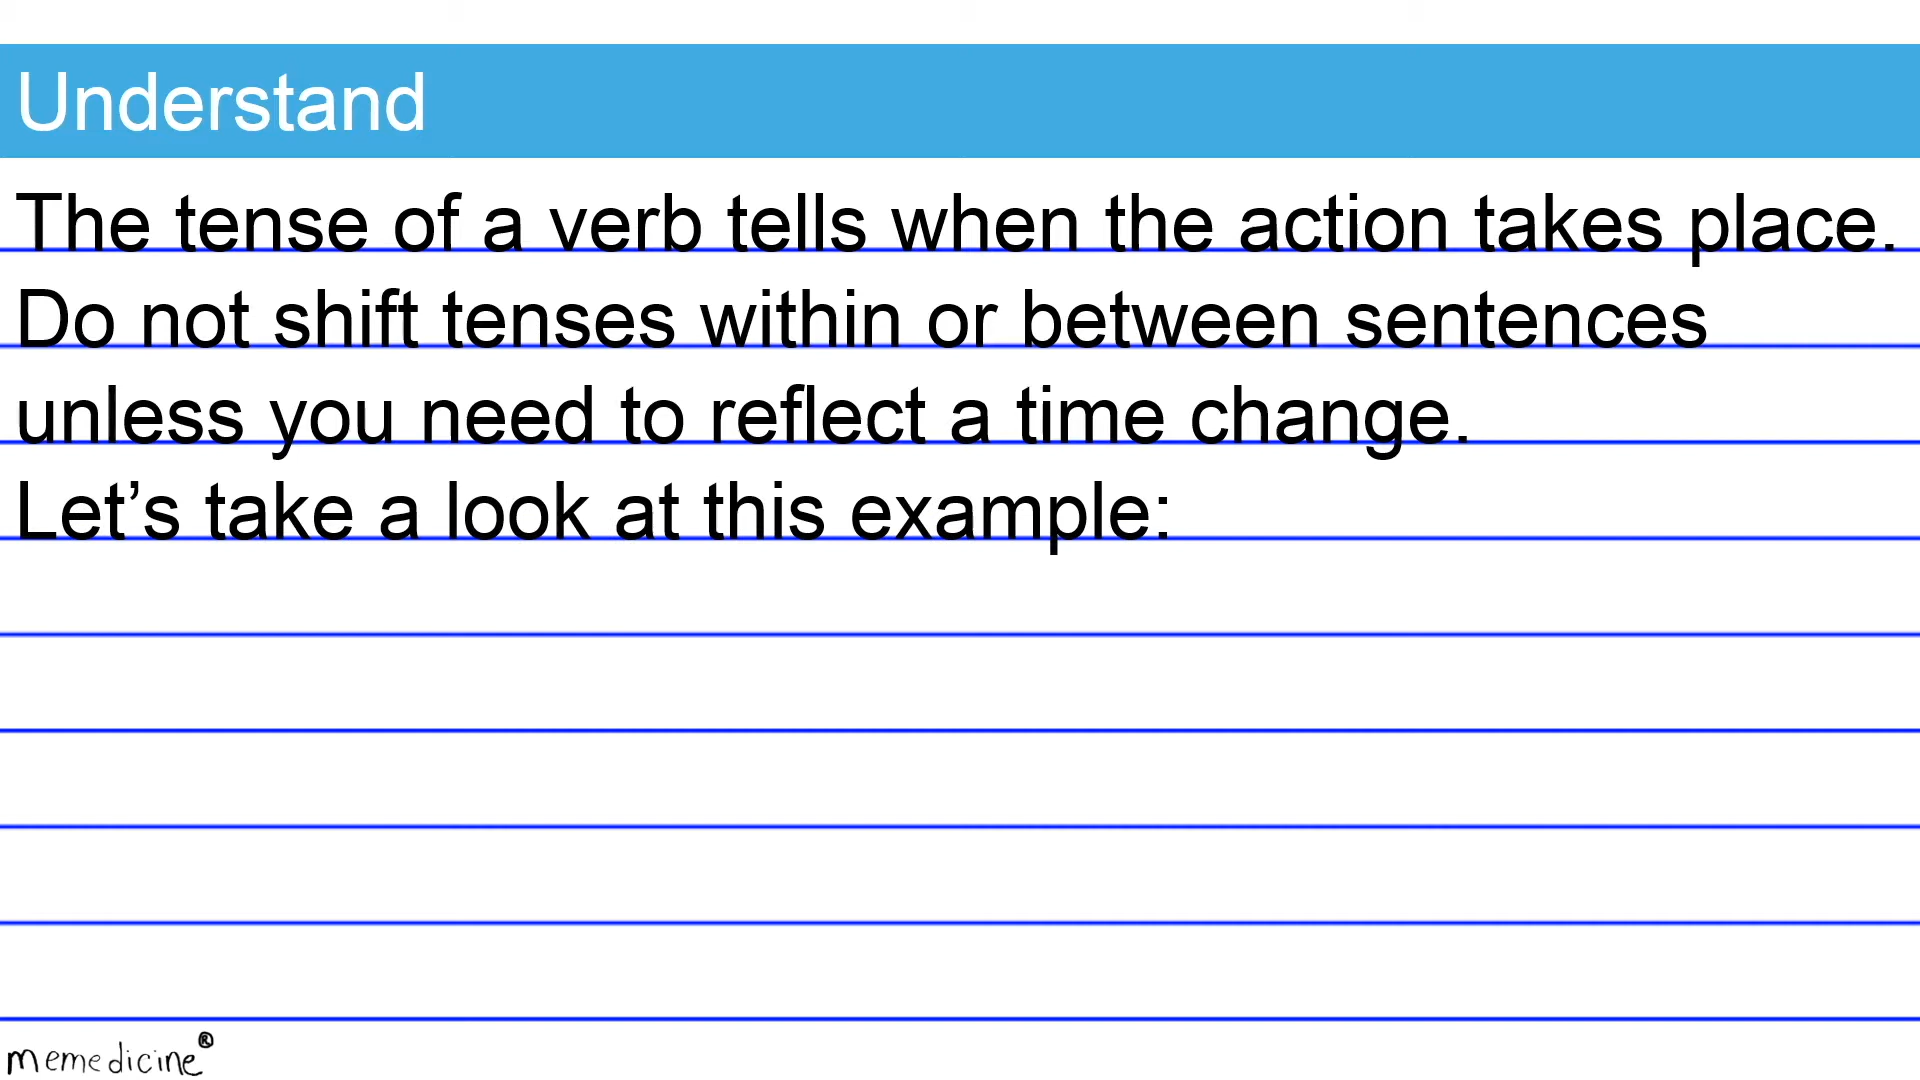 Understand
The tense of a verb tells when the action takes place.
Do not shift tenses within or between sentences
unless you need to reflect a time change.
Let’s take a look at this example:
memedicine®